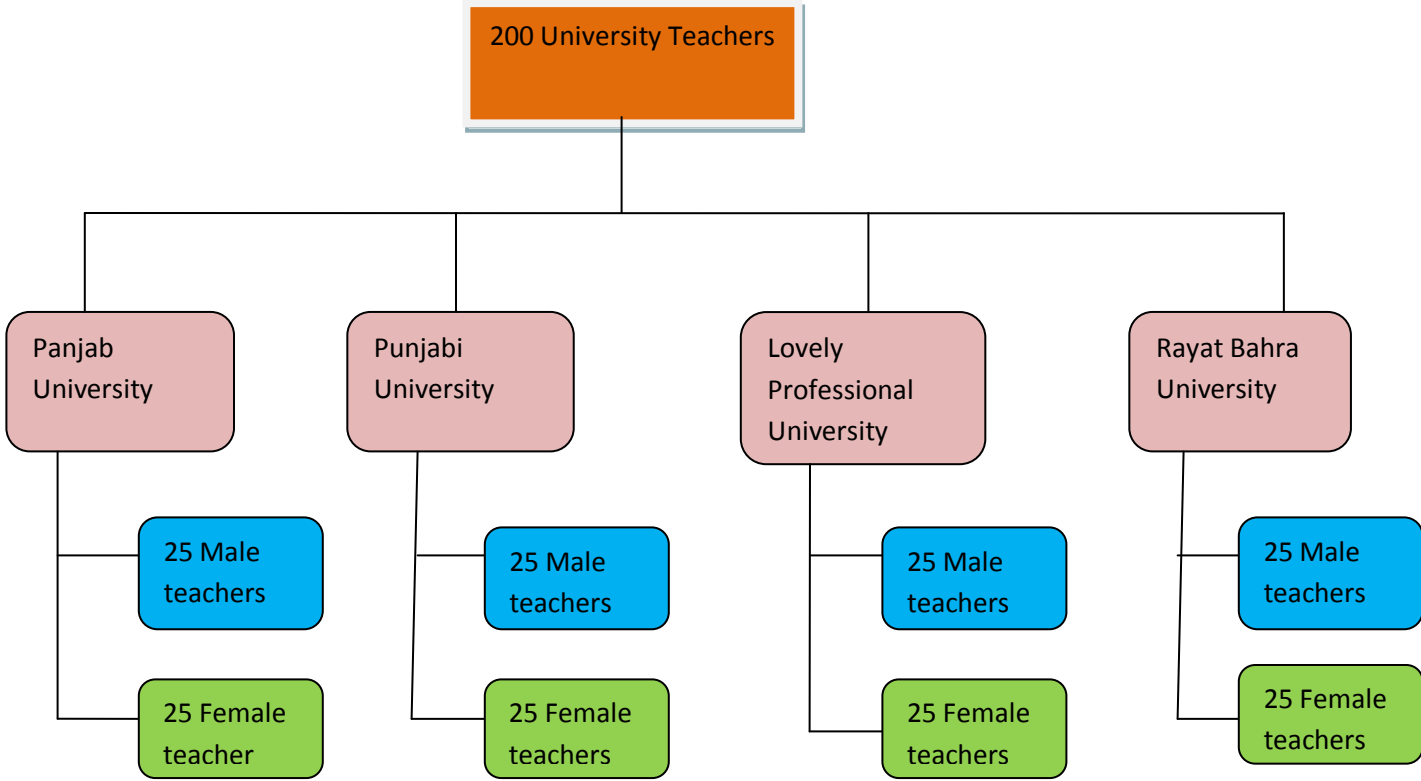 200 University Teachers
Panjab
University
Punjabi
University
Lovely
Professional
University
Rayat Bahra
University
25 Male
teachers
25 Male
teachers
25 Male
teachers
25 Male
teachers
25 Female
teacher
25 Female
teachers
25 Female
teachers
25 Female
teachers